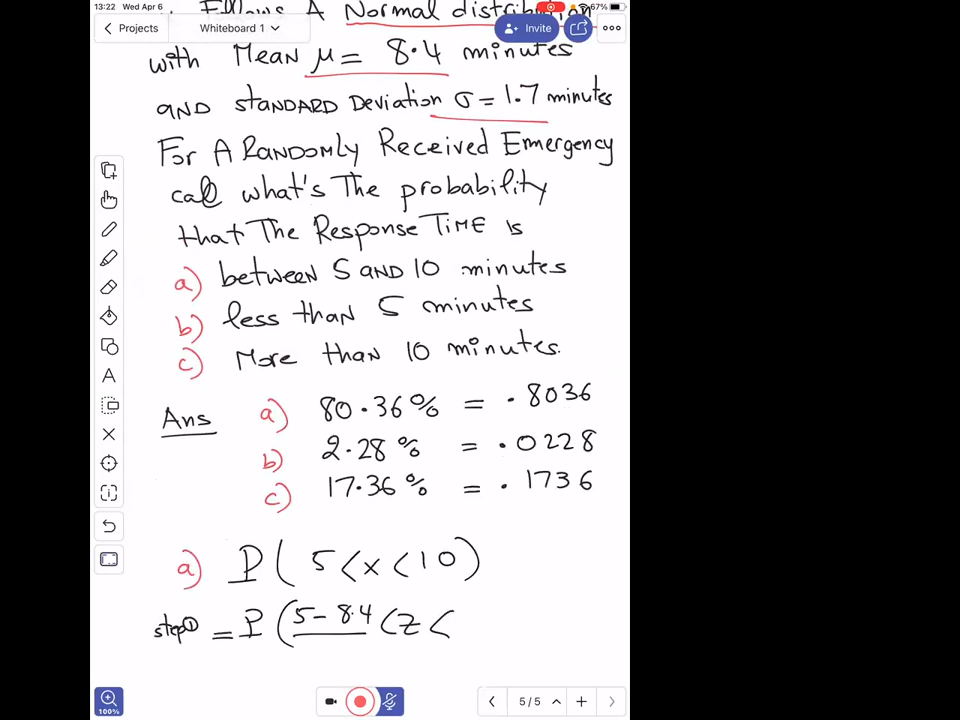 13:22 Wed Apr 6
67%
Projects
Whiteboard 1
Invite
Follows A Normal distribution
with Mean μ = 8.4 minutes
AND STANDARD Deviation σ = 1.7 minutes
For A RANDOMLY Received Emergency
call what's The probability
that The Response TIME is
a) between 5 AND 10 minutes
b) less than 5 minutes
c) More than 10 minutes.
Ans a) 80.36% = .8036
b) 2.28% = .0228
c) 17.36% = .1736
a) P(5<x<10)
step① = P(5-8.4 <z<
A
100%
5/5